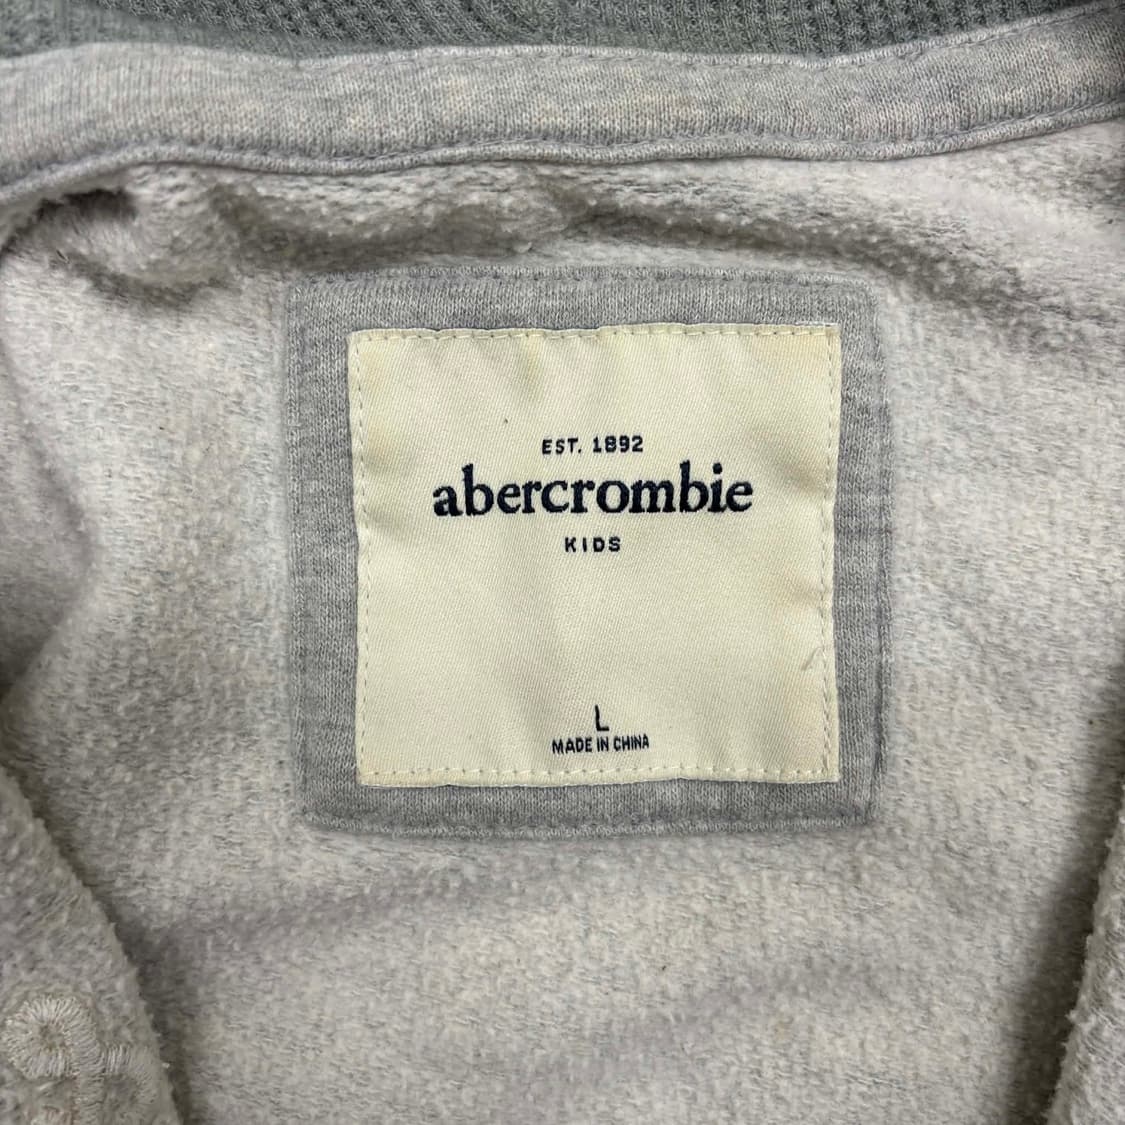 EST. 1892
abercrombie
KIDS
L
MADE IN CHINA